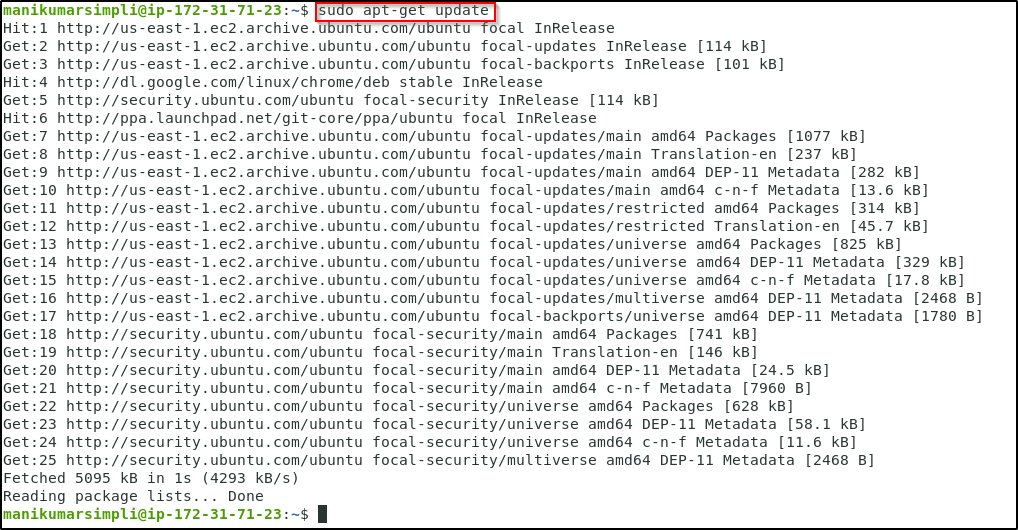 manikumarsimpli@ip-172-31-71-23:~$ sudo apt-get update
Hit:1 http://us-east-1.ec2.archive.ubuntu.com/ubuntu focal InRelease
Get:2 http://us-east-1.ec2.archive.ubuntu.com/ubuntu focal-updates InRelease [114 kB]
Get:3 http://us-east-1.ec2.archive.ubuntu.com/ubuntu focal-backports InRelease [101 kB]
Hit:4 http://dl.google.com/linux/chrome/deb stable InRelease
Get:5 http://security.ubuntu.com/ubuntu focal-security InRelease [114 kB]
Hit:6 http://ppa.launchpad.net/git-core/ppa/ubuntu focal InRelease
Get:7 http://us-east-1.ec2.archive.ubuntu.com/ubuntu focal-updates/main amd64 Packages [1077 kB]
Get:8 http://us-east-1.ec2.archive.ubuntu.com/ubuntu focal-updates/main Translation-en [237 kB]
Get:9 http://us-east-1.ec2.archive.ubuntu.com/ubuntu focal-updates/main amd64 DEP-11 Metadata [282 kB]
Get:10 http://us-east-1.ec2.archive.ubuntu.com/ubuntu focal-updates/main amd64 c-n-f Metadata [13.6 kB]
Get:11 http://us-east-1.ec2.archive.ubuntu.com/ubuntu focal-updates/restricted amd64 Packages [314 kB]
Get:12 http://us-east-1.ec2.archive.ubuntu.com/ubuntu focal-updates/restricted Translation-en [45.7 kB]
Get:13 http://us-east-1.ec2.archive.ubuntu.com/ubuntu focal-updates/universe amd64 Packages [825 kB]
Get:14 http://us-east-1.ec2.archive.ubuntu.com/ubuntu focal-updates/universe amd64 DEP-11 Metadata [329 kB]
Get:15 http://us-east-1.ec2.archive.ubuntu.com/ubuntu focal-updates/universe amd64 c-n-f Metadata [17.8 kB]
Get:16 http://us-east-1.ec2.archive.ubuntu.com/ubuntu focal-updates/multiverse amd64 DEP-11 Metadata [2468 B]
Get:17 http://us-east-1.ec2.archive.ubuntu.com/ubuntu focal-backports/universe amd64 DEP-11 Metadata [1780 B]
Get:18 http://security.ubuntu.com/ubuntu focal-security/main amd64 Packages [741 kB]
Get:19 http://security.ubuntu.com/ubuntu focal-security/main Translation-en [146 kB]
Get:20 http://security.ubuntu.com/ubuntu focal-security/main amd64 DEP-11 Metadata [24.5 kB]
Get:21 http://security.ubuntu.com/ubuntu focal-security/main amd64 c-n-f Metadata [7960 B]
Get:22 http://security.ubuntu.com/ubuntu focal-security/universe amd64 Packages [628 kB]
Get:23 http://security.ubuntu.com/ubuntu focal-security/universe amd64 DEP-11 Metadata [58.1 kB]
Get:24 http://security.ubuntu.com/ubuntu focal-security/universe amd64 c-n-f Metadata [11.6 kB]
Get:25 http://security.ubuntu.com/ubuntu focal-security/multiverse amd64 DEP-11 Metadata [2468 B]
Fetched 5095 kB in 1s (4293 kB/s)
Reading package lists... Done
manikumarsimpli@ip-172-31-71-23:~$